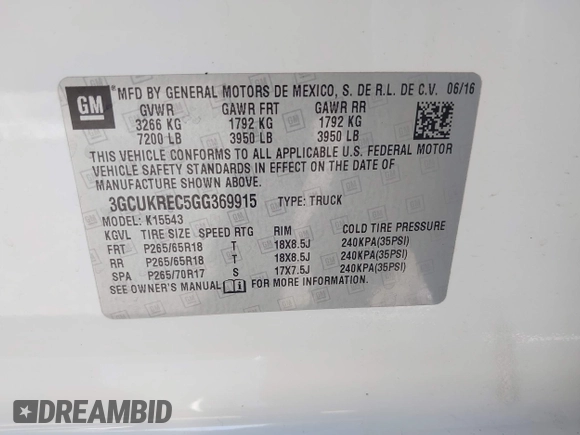 GM
MFD BY GENERAL MOTORS DE MEXICO, S. DE R.L. DE C.V. 06/16
GVWR GAWR FRT GAWR RR
3266 KG 1792 KG 1792 KG
7200 LB 3950 LB 3950 LB
THIS VEHICLE CONFORMS TO ALL APPLICABLE U.S. FEDERAL MOTOR
VEHICLE SAFETY STANDARDS IN EFFECT ON THE DATE OF
MANUFACTURE SHOWN ABOVE.
3GCUKREC5GG369915 TYPE: TRUCK
MODEL: K15543
KGVL TIRE SIZE SPEED RTG RIM COLD TIRE PRESSURE
FRT P265/65R18 T 18X8.5J 240KPA(35PSI)
RR P265/65R18 T 18X8.5J 240KPA(35PSI)
SPA P265/70R17 S 17X7.5J 240KPA(35PSI)
SEE OWNER'S MANUAL FOR MORE INFORMATION.
DREAMBID